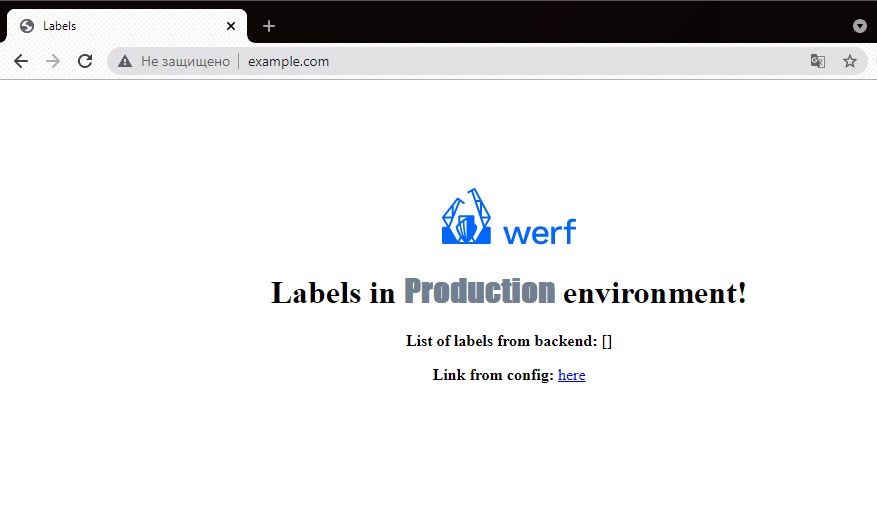 Labels
Не защищено example.com
werf
Labels in Production environment!
List of labels from backend: []
Link from config: here